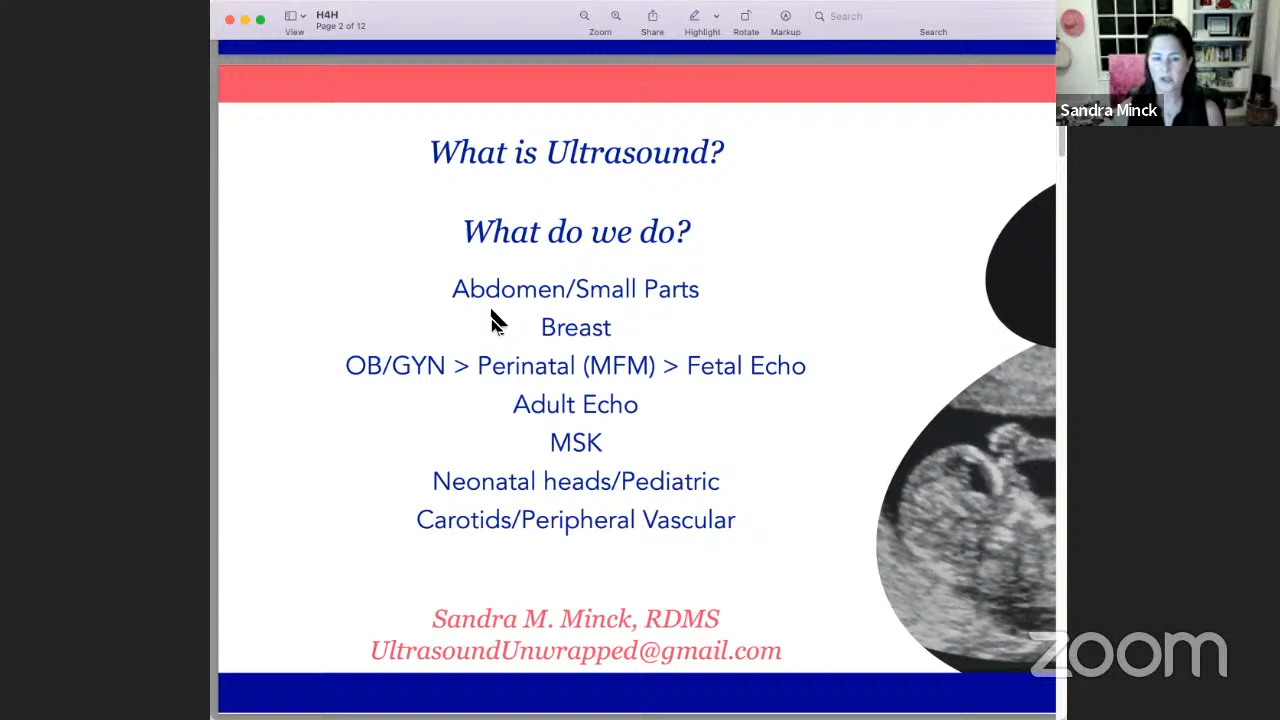 H4H
Page 2 of 12
View
Zoom
Share
Highlight
Rotate
Markup
Search
Search
Sandra Minck
What is Ultrasound?
What do we do?
Abdomen/Small Parts
Breast
OB/GYN > Perinatal (MFM) > Fetal Echo
Adult Echo
MSK
Neonatal heads/Pediatric
Carotids/Peripheral Vascular
Sandra M. Minck, RDMS
UltrasoundUnwrapped@gmail.com
zoom